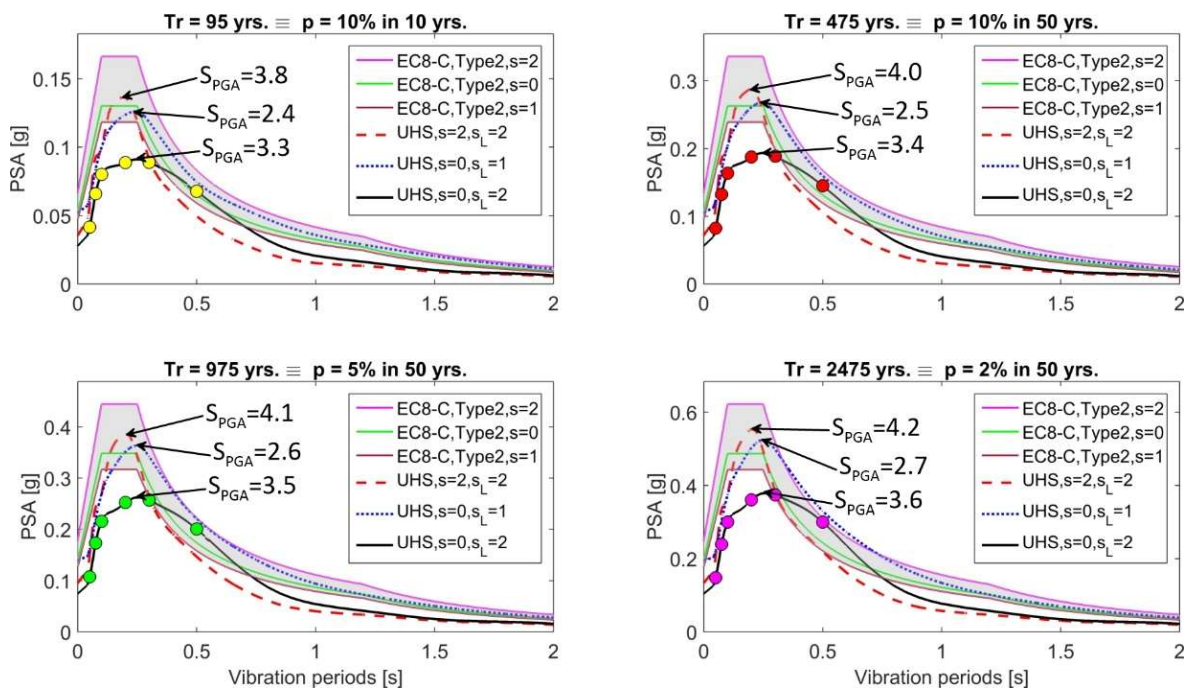 Tr = 95 yrs. ≡ p = 10% in 10 yrs.
PSA [g]
0.15
0.1
0.05
0
S_PGA=3.8
S_PGA=2.4
S_PGA=3.3
EC8-C,Type2,s=2
EC8-C,Type2,s=0
EC8-C,Type2,s=1
UHS,s=2,s_L=2
UHS,s=0,s_L=1
UHS,s=0,s_L=2
0 0.5 1 1.5 2
Tr = 475 yrs. ≡ p = 10% in 50 yrs.
PSA [g]
0.3
0.2
0.1
0
S_PGA=4.0
S_PGA=2.5
S_PGA=3.4
EC8-C,Type2,s=2
EC8-C,Type2,s=0
EC8-C,Type2,s=1
UHS,s=2,s_L=2
UHS,s=0,s_L=1
UHS,s=0,s_L=2
0 0.5 1 1.5 2
Tr = 975 yrs. ≡ p = 5% in 50 yrs.
PSA [g]
0.4
0.3
0.2
0.1
0
S_PGA=4.1
S_PGA=2.6
S_PGA=3.5
EC8-C,Type2,s=2
EC8-C,Type2,s=0
EC8-C,Type2,s=1
UHS,s=2,s_L=2
UHS,s=0,s_L=1
UHS,s=0,s_L=2
0 0.5 1 1.5 2
Vibration periods [s]
Tr = 2475 yrs. ≡ p = 2% in 50 yrs.
PSA [g]
0.6
0.4
0.2
0
S_PGA=4.2
S_PGA=2.7
S_PGA=3.6
EC8-C,Type2,s=2
EC8-C,Type2,s=0
EC8-C,Type2,s=1
UHS,s=2,s_L=2
UHS,s=0,s_L=1
UHS,s=0,s_L=2
0 0.5 1 1.5 2
Vibration periods [s]